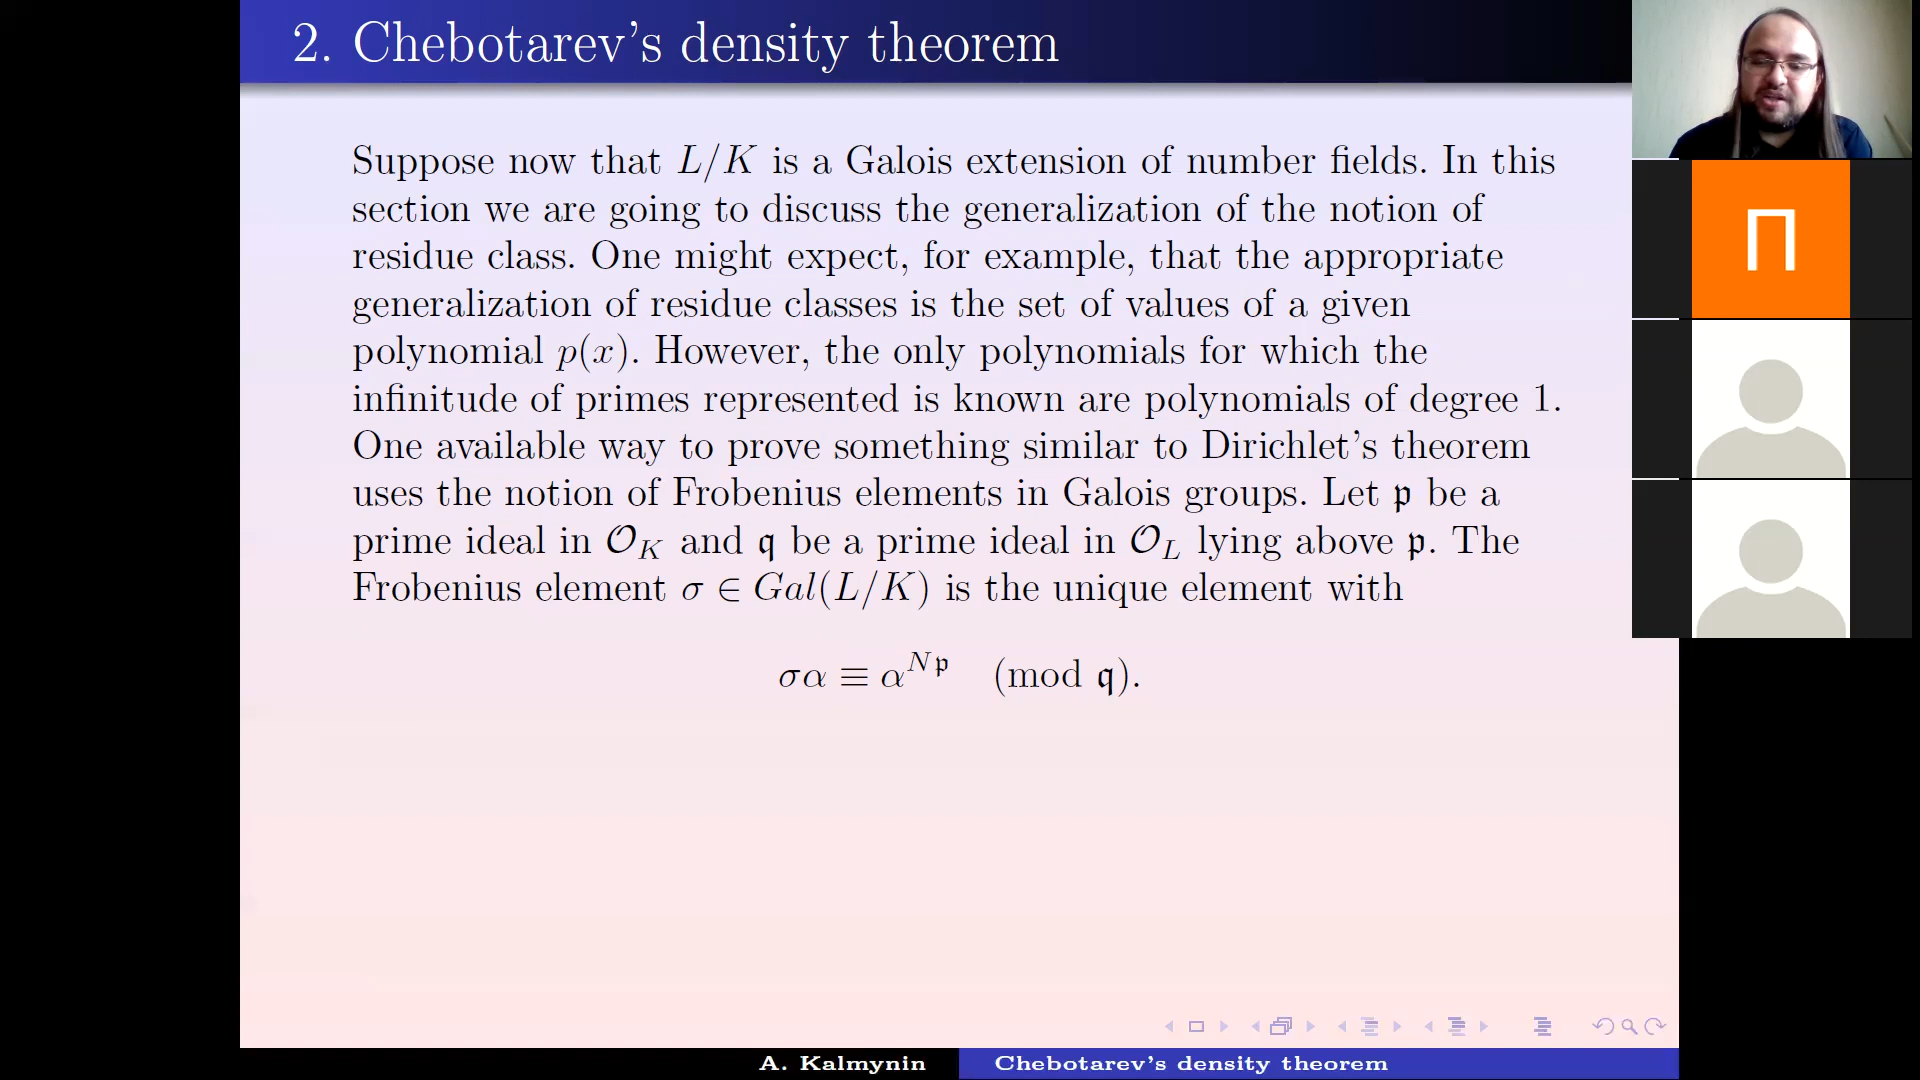 2. Chebotarev's density theorem
Suppose now that L/K is a Galois extension of number fields. In this
section we are going to discuss the generalization of the notion of
residue class. One might expect, for example, that the appropriate
generalization of residue classes is the set of values of a given
polynomial p(x). However, the only polynomials for which the
infinitude of primes represented is known are polynomials of degree 1.
One available way to prove something similar to Dirichlet's theorem
uses the notion of Frobenius elements in Galois groups. Let 𝔭 be a
prime ideal in 𝒪_K and 𝔮 be a prime ideal in 𝒪_L lying above 𝔭. The
Frobenius element σ ∈ Gal(L/K) is the unique element with
σα ≡ α^{N𝔭} (mod 𝔮).
П
A. Kalmynin
Chebotarev's density theorem